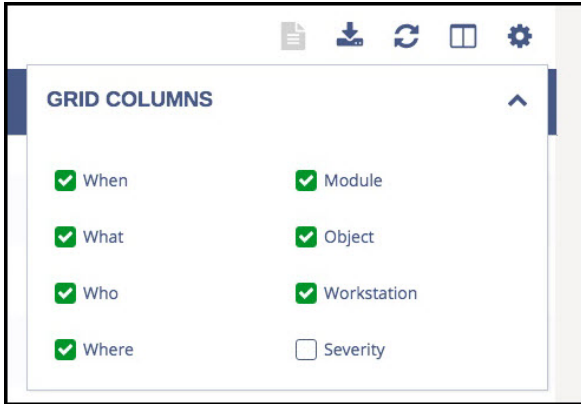 GRID COLUMNS
When
Module
What
Object
Who
Workstation
Where
Severity